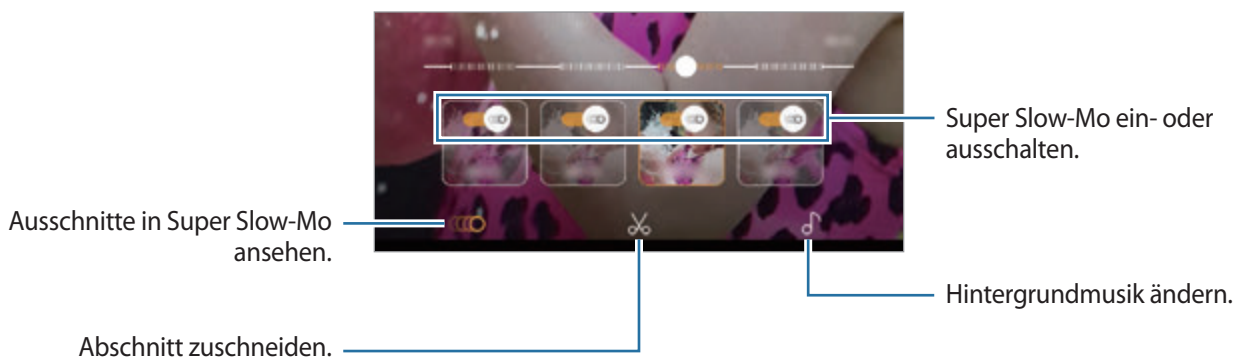 Super Slow-Mo ein- oder
ausschalten.
Ausschnitte in Super Slow-Mo
ansehen.
Hintergrundmusik ändern.
Abschnitt zuschneiden.